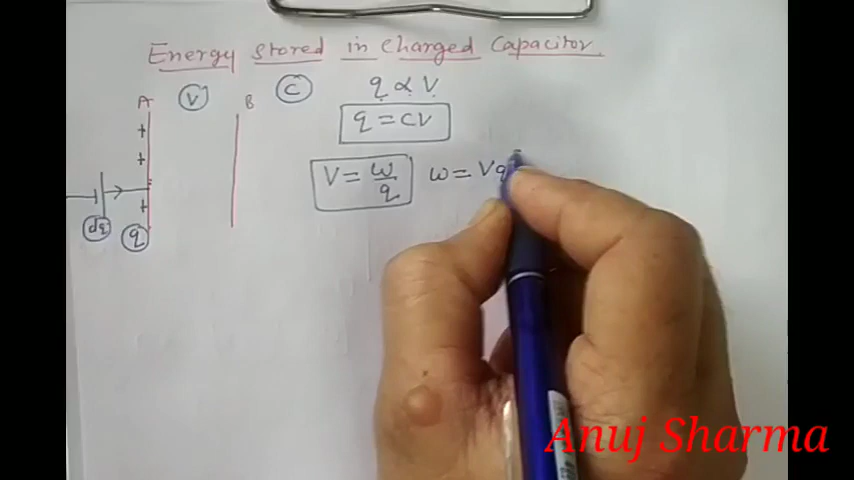 Energy stored in charged Capacitor.
A V B C q ∝ V
q = CV
V = ω/q ω = Vq
dq q
Anuj Sharma